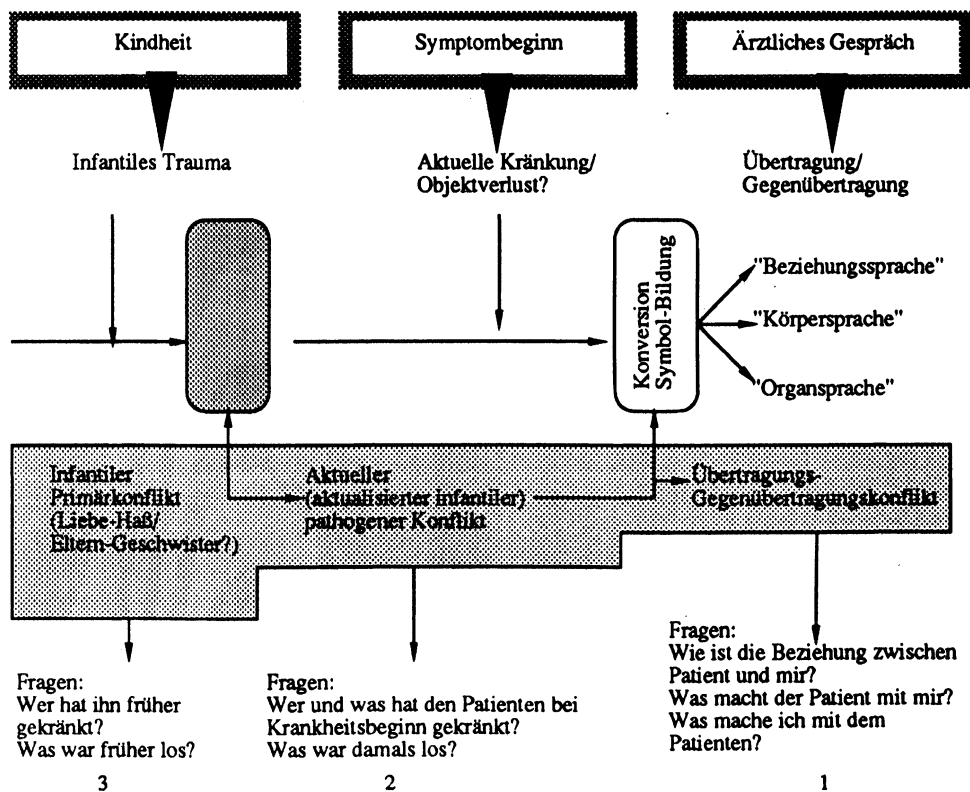 Kindheit
Symptombeginn
Ärztliches Gespräch
Infantiles Trauma
Aktuelle Kränkung/
Objektverlust?
Übertragung/
Gegenübertragung
Konversion
Symbol-Bildung
"Beziehungssprache"
"Körpersprache"
"Organsprache"
Infantiler
Primärkonflikt
(Liebe-Haß/
Eltern-Geschwister?)
Aktueller
(aktualisierter infantiler)
pathogener Konflikt
Übertragungs-
Gegenübertragungskonflikt
Fragen:
Wer hat ihn früher
gekränkt?
Was war früher los?
3
Fragen:
Wer und was hat den Patienten bei
Krankheitsbeginn gekränkt?
Was war damals los?
2
Fragen:
Wie ist die Beziehung zwischen
Patient und mir?
Was macht der Patient mit mir?
Was mache ich mit dem
Patienten?
1